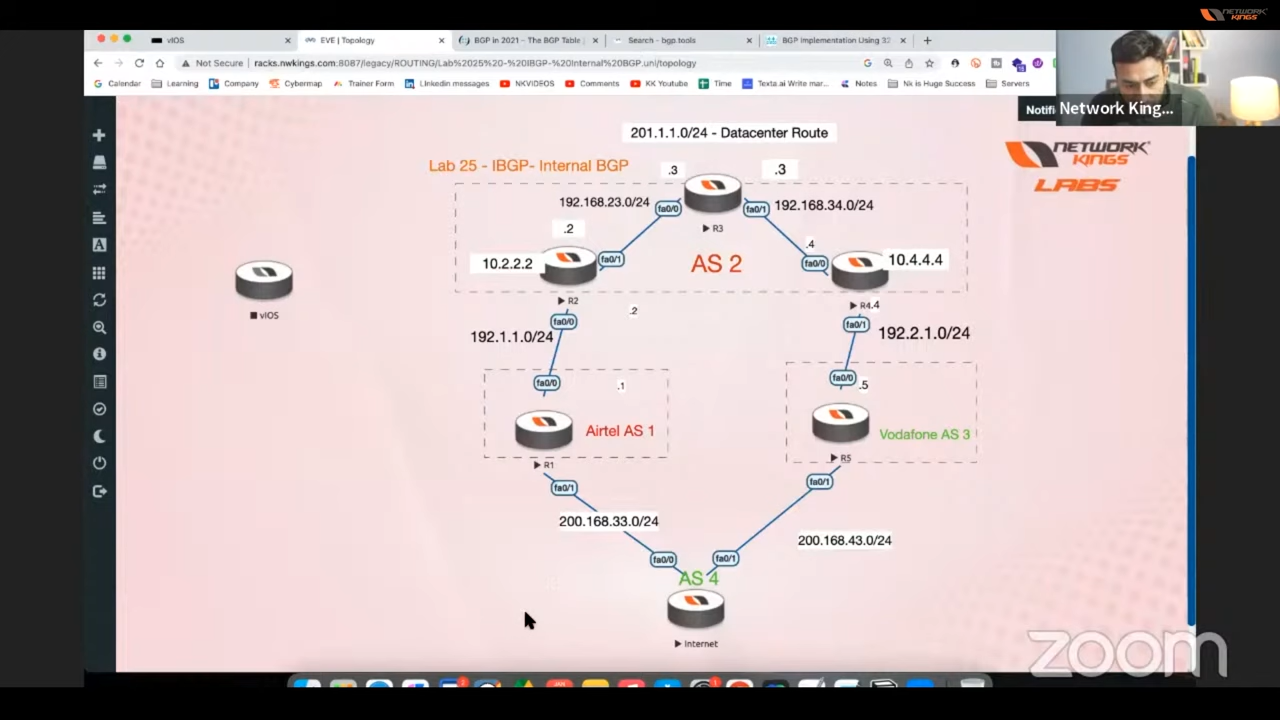 NETWORK KINGS
vIOS
EVE | Topology
BGP in 2021 – The BGP Table
Search - bgp.tools
BGP Implementation Using 32
Not Secure | racks.nwkings.com:8087/legacy/ROUTING/Lab%2025%20-%20IBGP-%20Internal%20BGP.unl/topology
Calendar
Learning
Company
Cybermap
Trainer Form
Linkedin messages
NKVIDEOS
Comments
KK Youtube
Time
Texta.ai Write mar...
Notes
Nk is Huge Success
Servers
Notifi
Network King...
201.1.1.0/24 - Datacenter Route
NETWORK
KINGS
LABS
Lab 25 - IBGP- Internal BGP
.3
.3
192.168.23.0/24
fa0/0
fa0/1
192.168.34.0/24
R3
.2
.4
10.2.2.2
fa0/1
AS 2
fa0/0
10.4.4.4
vIOS
R2
.2
R4
.4
192.1.1.0/24
fa0/0
fa0/1
192.2.1.0/24
fa0/0
.1
fa0/0
.5
Airtel AS 1
Vodafone AS 3
R1
R5
fa0/1
fa0/1
200.168.33.0/24
200.168.43.0/24
fa0/0
fa0/1
AS 4
Internet
zoom